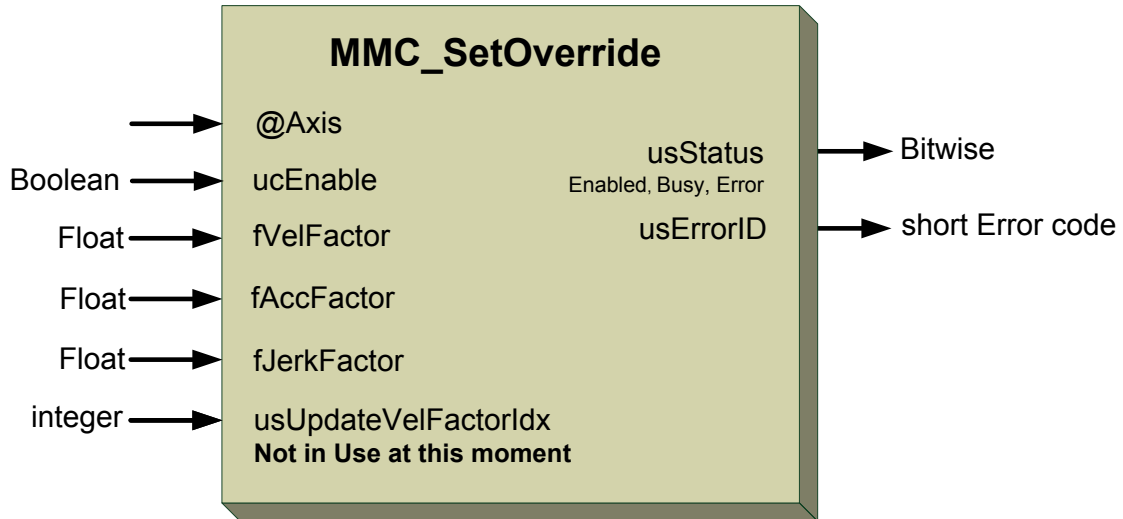 MMC_SetOverride
@Axis
Boolean ucEnable
Float fVelFactor
Float fAccFactor
Float fJerkFactor
integer usUpdateVelFactorIdx
Not in Use at this moment
usStatus Bitwise
Enabled, Busy, Error
usErrorID short Error code